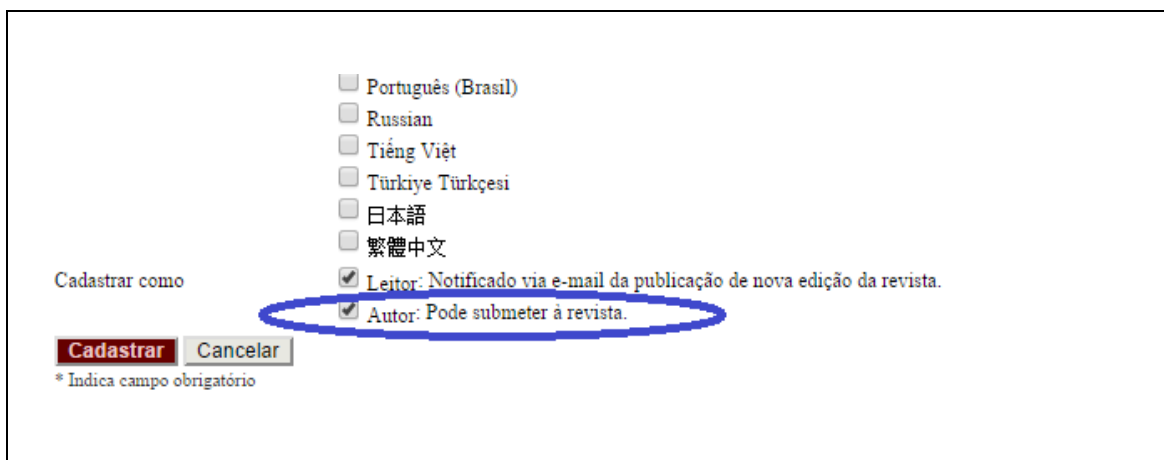 Português (Brasil)
Russian
Tiếng Việt
Türkiye Türkçesi
日本語
繁體中文
Cadastrar como Leitor: Notificado via e-mail da publicação de nova edição da revista.
Autor: Pode submeter à revista.
Cadastrar Cancelar
* Indica campo obrigatório